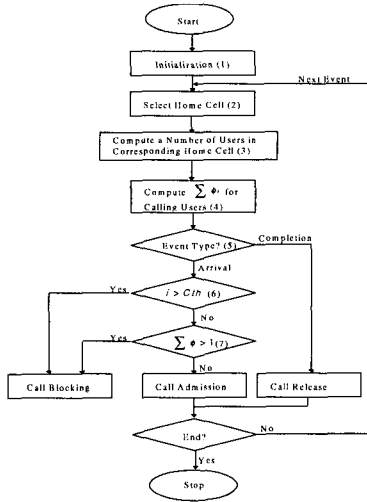 Start
Initialization (1)
Next Event
Select Home Cell (2)
Compute a Number of Users in
Corresponding Home Cell (3)
Compute ∑ φᵢ for
Calling Users (4)
Event Type? (5)
Completion
Arrival
Yes
i > Cth (6)
No
Yes
∑ φ > 1(7)
No
Call Blocking
Call Admission
Call Release
End?
No
Yes
Stop